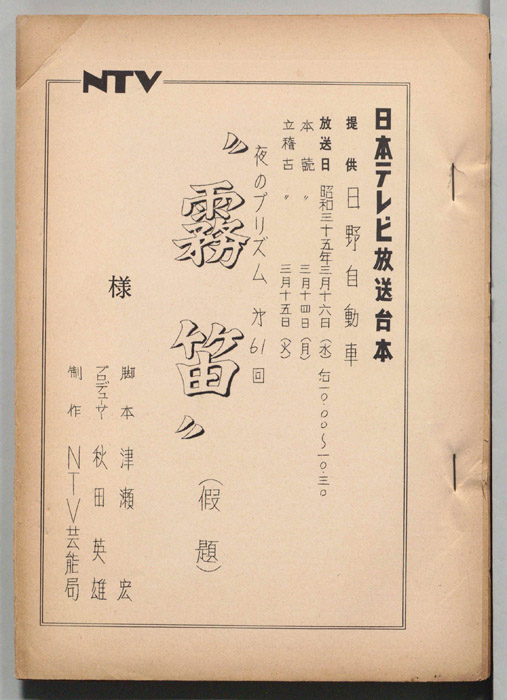 NTV
日本テレビ放送台本
提供 日野自動車
放送日 昭和三十五年三月十六日(水)后一〇.〇〇〜一〇.三〇
本読 〃 三月十四日(月)
立稽古 〃 三月十五日(火)
夜のプリズム 第61回
〝霧笛〟(假題)
様
脚本 津瀬宏
プロデューサー 秋田英雄
制作 NTV芸能局